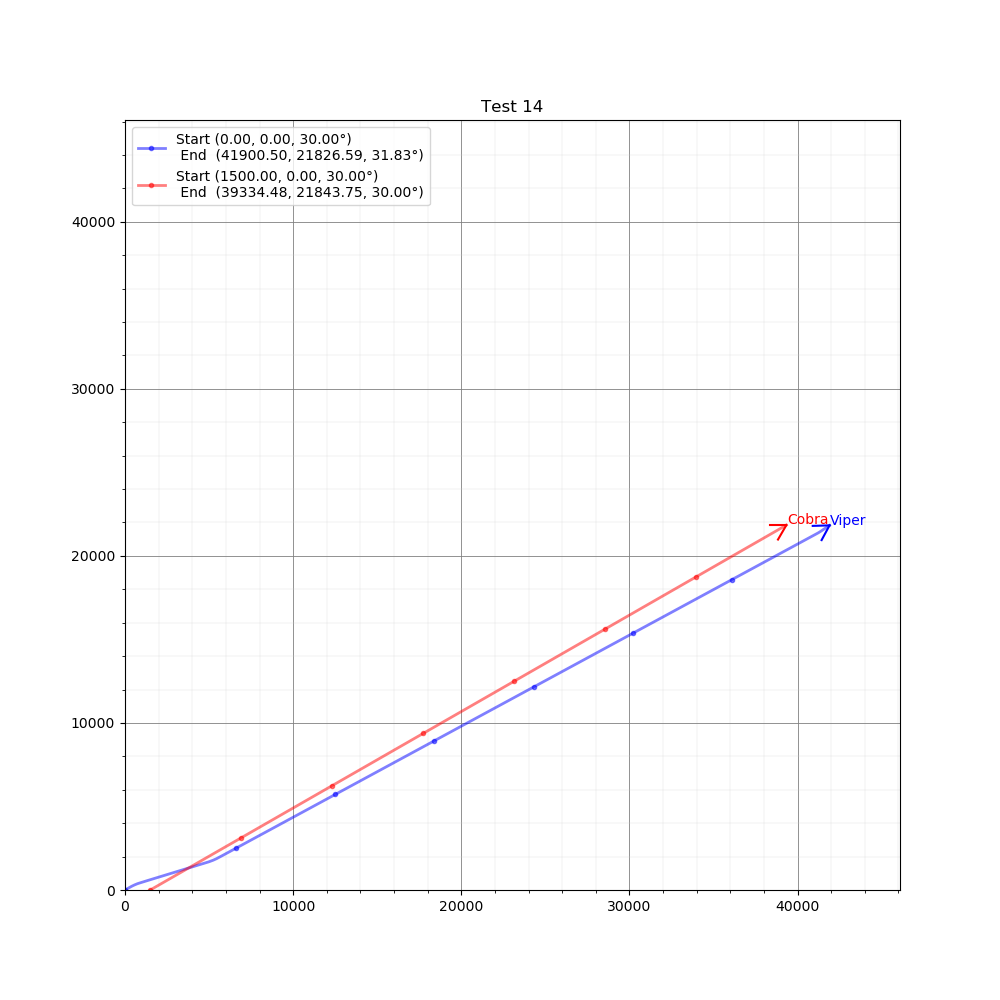 Test 14
Start (0.00, 0.00, 30.00°)
End  (41900.50, 21826.59, 31.83°)
Start (1500.00, 0.00, 30.00°)
End  (39334.48, 21843.75, 30.00°)
40000
30000
Cobra
Viper
20000
10000
0
0
10000
20000
30000
40000